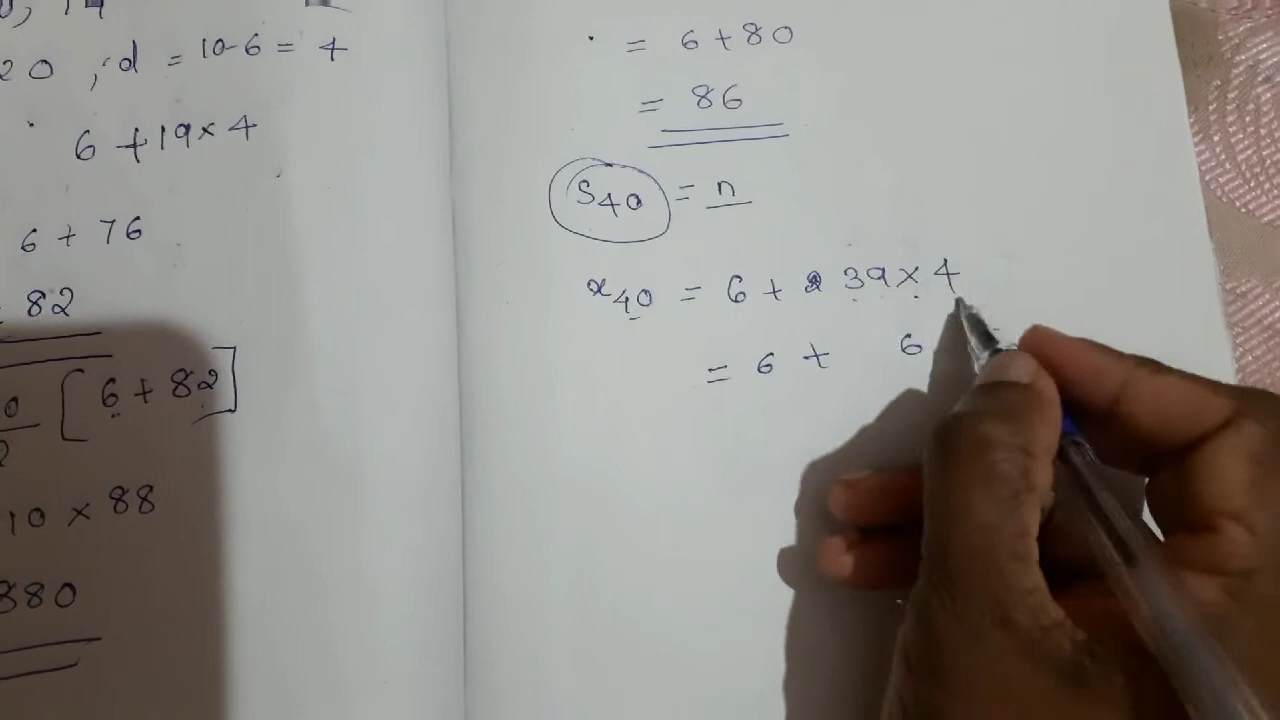 20 , d = 10-6 = 4
6 + 19 x 4
6 + 76
= 82
[6 + 82]
10 x 88
880
= 6 + 80
= 86
S40 = n
x40 = 6 + 39 x 4
= 6 + 6